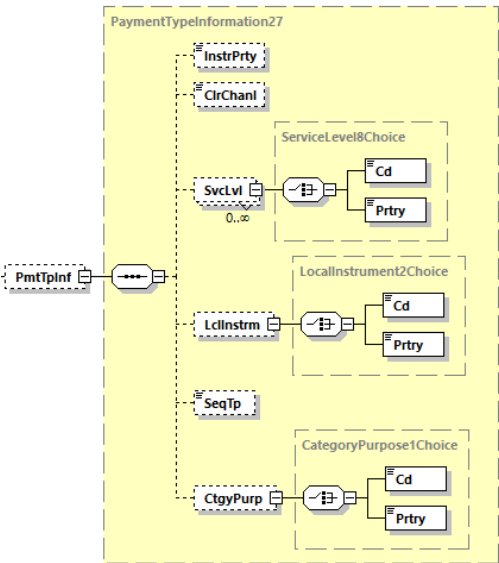 PaymentTypeInformation27
InstrPrty
ClrChanl
ServiceLevel8Choice
Cd
SvcLvl
Prtry
0..∞
LocalInstrument2Choice
PmtTpInf
Cd
LclInstrm
Prtry
SeqTp
CategoryPurpose1Choice
Cd
CtgyPurp
Prtry